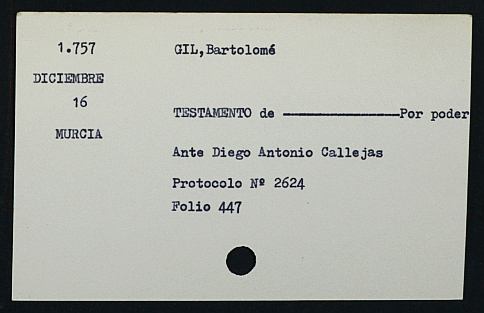 1.757
GIL,Bartolomé
DICIEMBRE
16
TESTAMENTO de ————————Por poder
MURCIA
Ante Diego Antonio Callejas
Protocolo Nº 2624
Folio 447